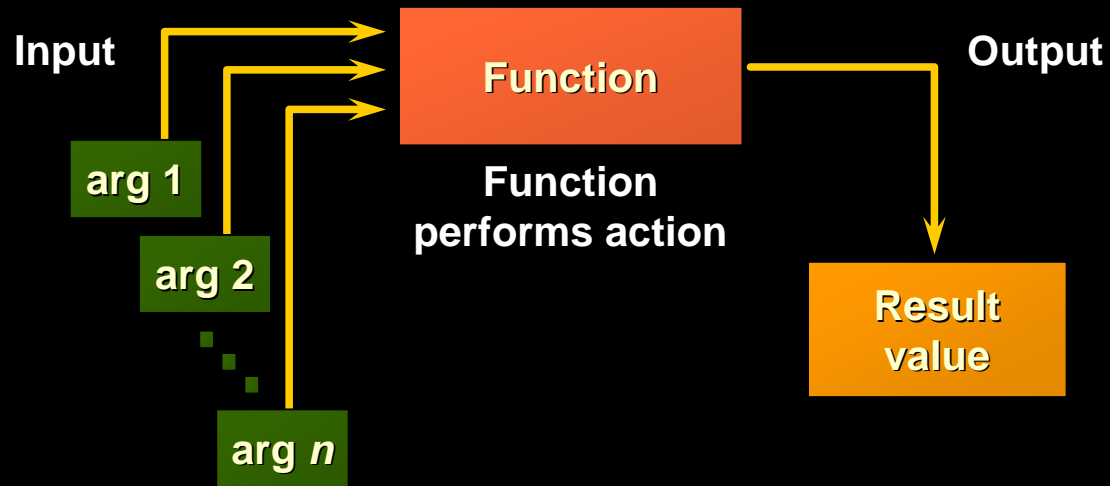 Input
Function
Output
arg 1
Function
performs action
arg 2
Result
value
arg n